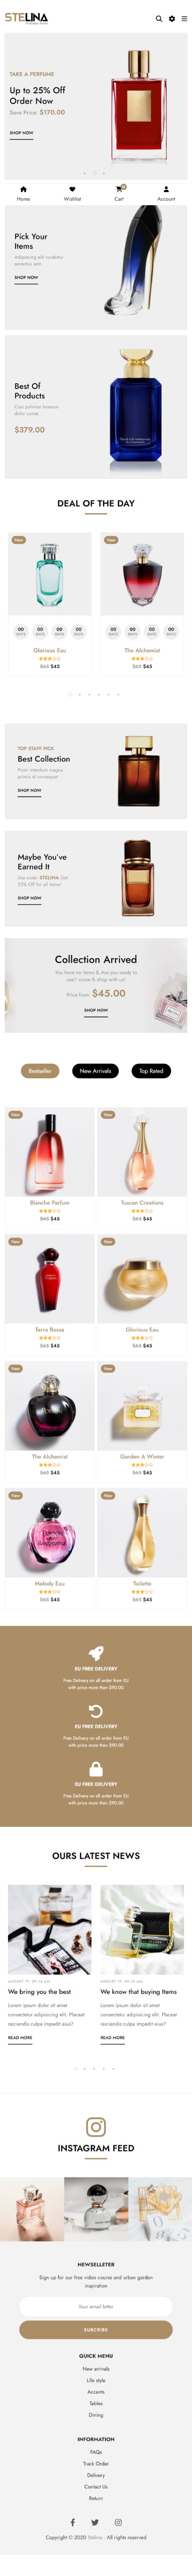 STELINA
TAKE A PERFUME
Up to 25% Off
Order Now
Save Price: $170.00
SHOP NOW
Home
Wishlist
Cart
Account
Pick Your
Items
Adipiscing elit curabitur
senectus sem
SHOP NOW
Best Of
Products
Cras pulvinar loresum
dolor conse
$379.00
DEAL OF THE DAY
New
New
00 00 00 00
DAYS DAYS DAYS DAYS
00 00 00 00
DAYS DAYS DAYS DAYS
Glorious Eau
The Alchemist
$65 $45
$65 $45
TOP STAFF PICK
Best Collection
Proin interdum magna
primis id consequat
SHOP NOW
Maybe You've
Earned It
Use code: STELINA Get
25% Off for all items!
SHOP NOW
Collection Arrived
You have no items & Are you ready to
use? come & shop with us!
Price from: $45.00
SHOP NOW
Bestseller
New Arrivals
Top Rated
New
New
Blanche Parfum
Tuscan Creations
$65 $45
$65 $45
New
New
Terre Rosse
Glorious Eau
$65 $45
$65 $45
New
New
The Alchemist
Garden A Winter
$65 $45
$65 $45
New
New
Melody Eau
Toilette
$65 $45
$65 $45
EU FREE DELIVERY
Free Delivery on all order from EU
with price more than $90.00
EU FREE DELIVERY
Free Delivery on all order from EU
with price more than $90.00
EU FREE DELIVERY
Free Delivery on all order from EU
with price more than $90.00
OURS LATEST NEWS
AUGUST 17, 09:14 AM
AUGUST 17, 09:14 AM
We bring you the best
We know that buying Items
Lorem ipsum dolor sit amet
consectetur adipisicing elit. Placeat
reiciendis culpa impedit eius?
Lorem ipsum dolor sit amet
consectetur adipisicing elit. Placeat
reiciendis culpa impedit eius?
READ MORE
READ MORE
INSTAGRAM FEED
NEWSELLETER
Sign up for our free video course and urban garden
inspiration
Your email letter
SUBCRIBE
QUICK MENU
New arrivals
Life style
Accents
Tables
Dining
INFORMATION
FAQs
Track Order
Delivery
Contact Us
Return
Copyright © 2020 Stelina . All rights reserved